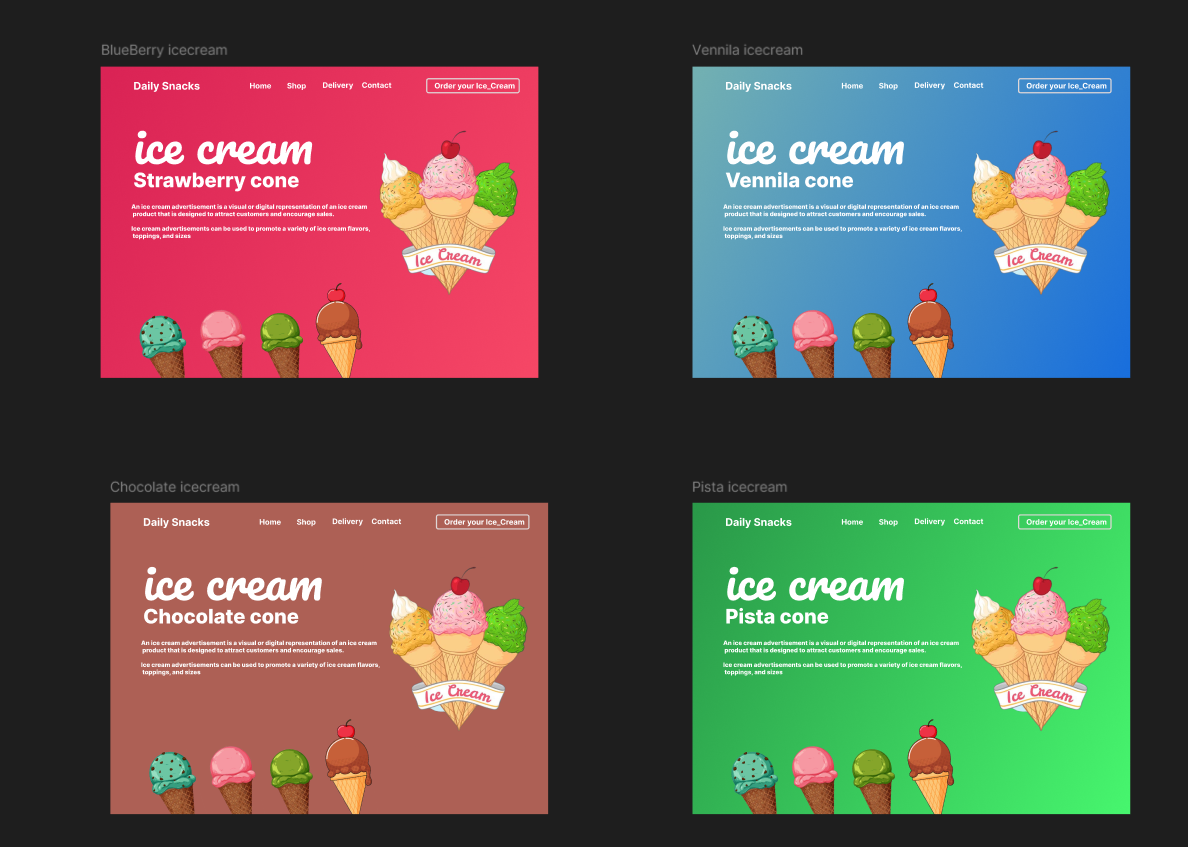 BlueBerry icecream
Daily Snacks Home Shop Delivery Contact Order your Ice_Cream
ice cream
Strawberry cone
An ice cream advertisement is a visual or digital representation of an ice cream
product that is designed to attract customers and encourage sales.
Ice cream advertisements can be used to promote a variety of ice cream flavors,
toppings, and sizes
Ice Cream
Vennila icecream
Daily Snacks Home Shop Delivery Contact Order your Ice_Cream
ice cream
Vennila cone
An ice cream advertisement is a visual or digital representation of an ice cream
product that is designed to attract customers and encourage sales.
Ice cream advertisements can be used to promote a variety of ice cream flavors,
toppings, and sizes
Ice Cream
Chocolate icecream
Daily Snacks Home Shop Delivery Contact Order your Ice_Cream
ice cream
Chocolate cone
An ice cream advertisement is a visual or digital representation of an ice cream
product that is designed to attract customers and encourage sales.
Ice cream advertisements can be used to promote a variety of ice cream flavors,
toppings, and sizes
Ice Cream
Pista icecream
Daily Snacks Home Shop Delivery Contact Order your Ice_Cream
ice cream
Pista cone
An ice cream advertisement is a visual or digital representation of an ice cream
product that is designed to attract customers and encourage sales.
Ice cream advertisements can be used to promote a variety of ice cream flavors,
toppings, and sizes
Ice Cream